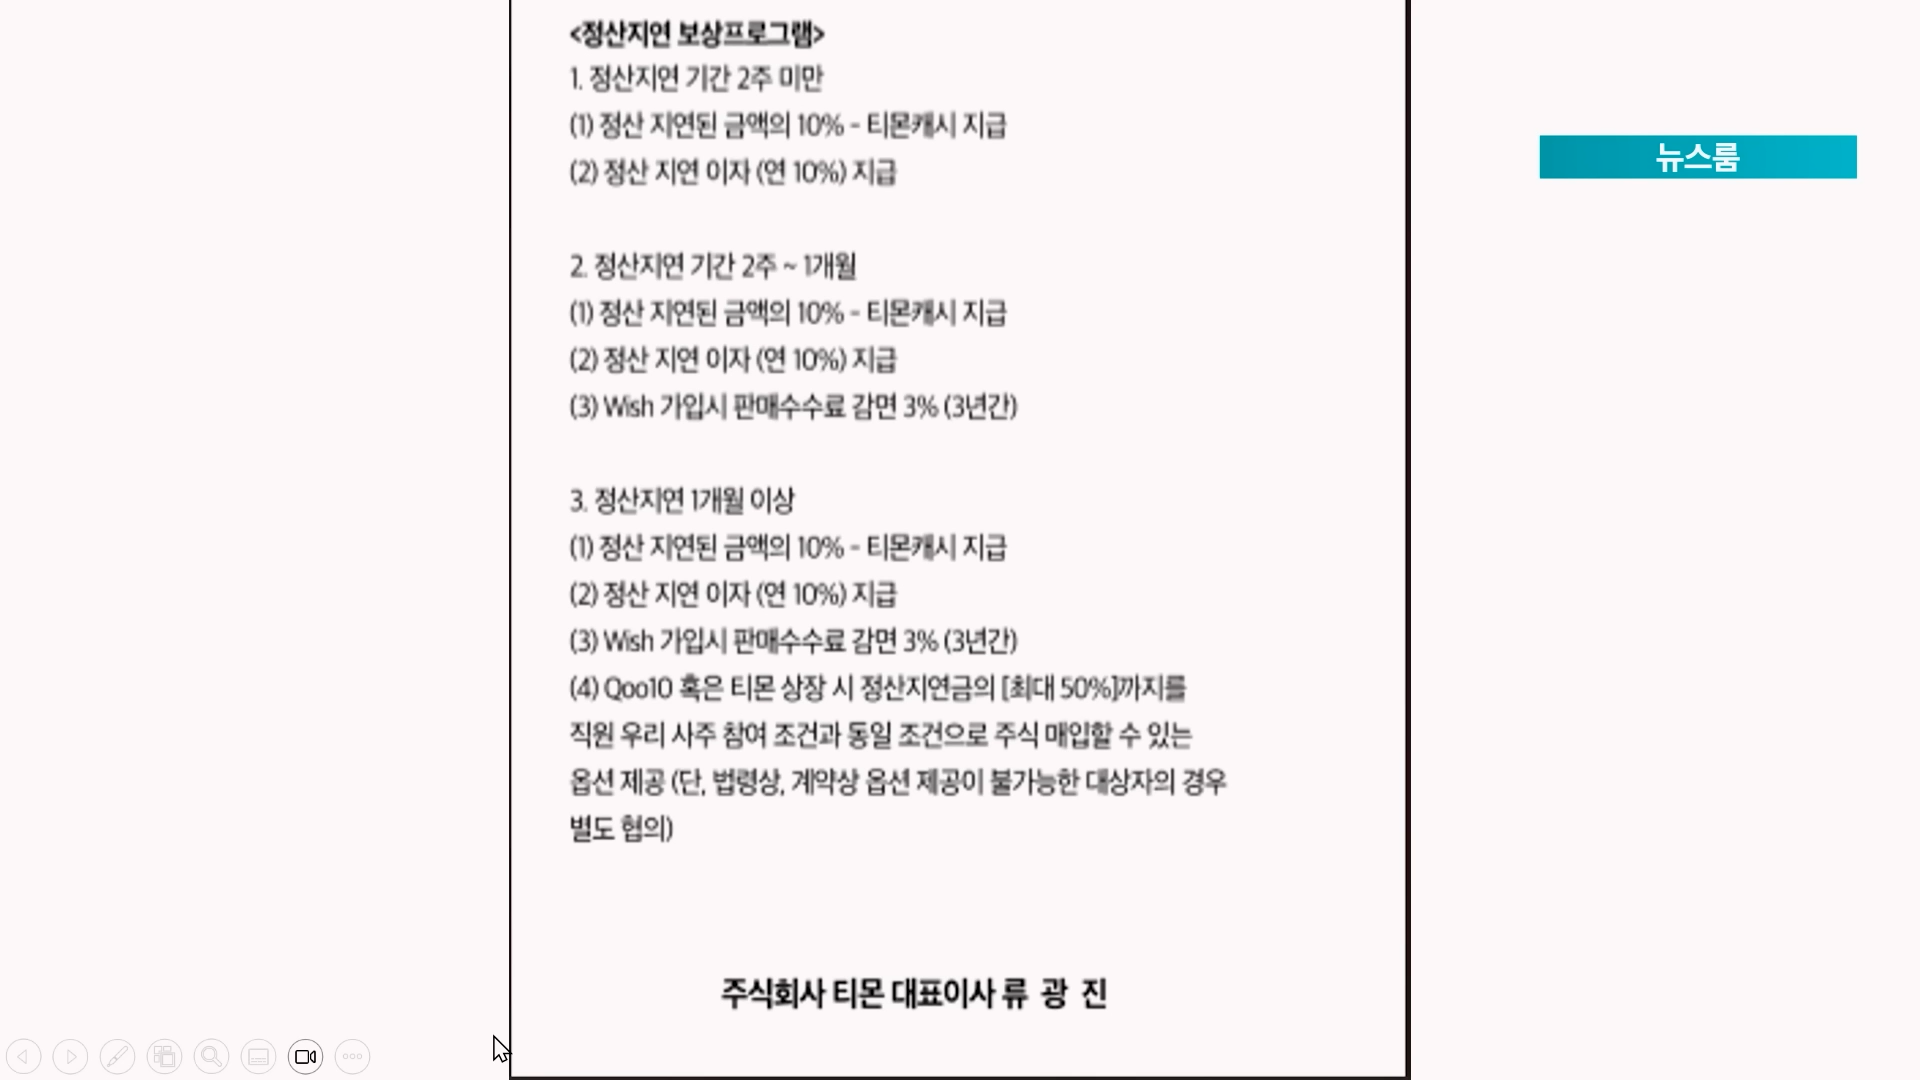 <정산지연 보상프로그램>
1. 정산지연 기간 2주 미만
(1) 정산 지연된 금액의 10% - 티몬캐시 지급
(2) 정산 지연 이자 (연 10%) 지급
2. 정산지연 기간 2주 ~ 1개월
(1) 정산 지연된 금액의 10% - 티몬캐시 지급
(2) 정산 지연 이자 (연 10%) 지급
(3) Wish 가입시 판매수수료 감면 3% (3년간)
3. 정산지연 1개월 이상
(1) 정산 지연된 금액의 10% - 티몬캐시 지급
(2) 정산 지연 이자 (연 10%) 지급
(3) Wish 가입시 판매수수료 감면 3% (3년간)
(4) Qoo10 혹은 티몬 상장 시 정산지연금의 [최대 50%]까지를
직원 우리 사주 참여 조건과 동일 조건으로 주식 매입할 수 있는
옵션 제공 (단, 법령상, 계약상 옵션 제공이 불가능한 대상자의 경우
별도 협의)
주식회사 티몬 대표이사 류 광 진
뉴스룸